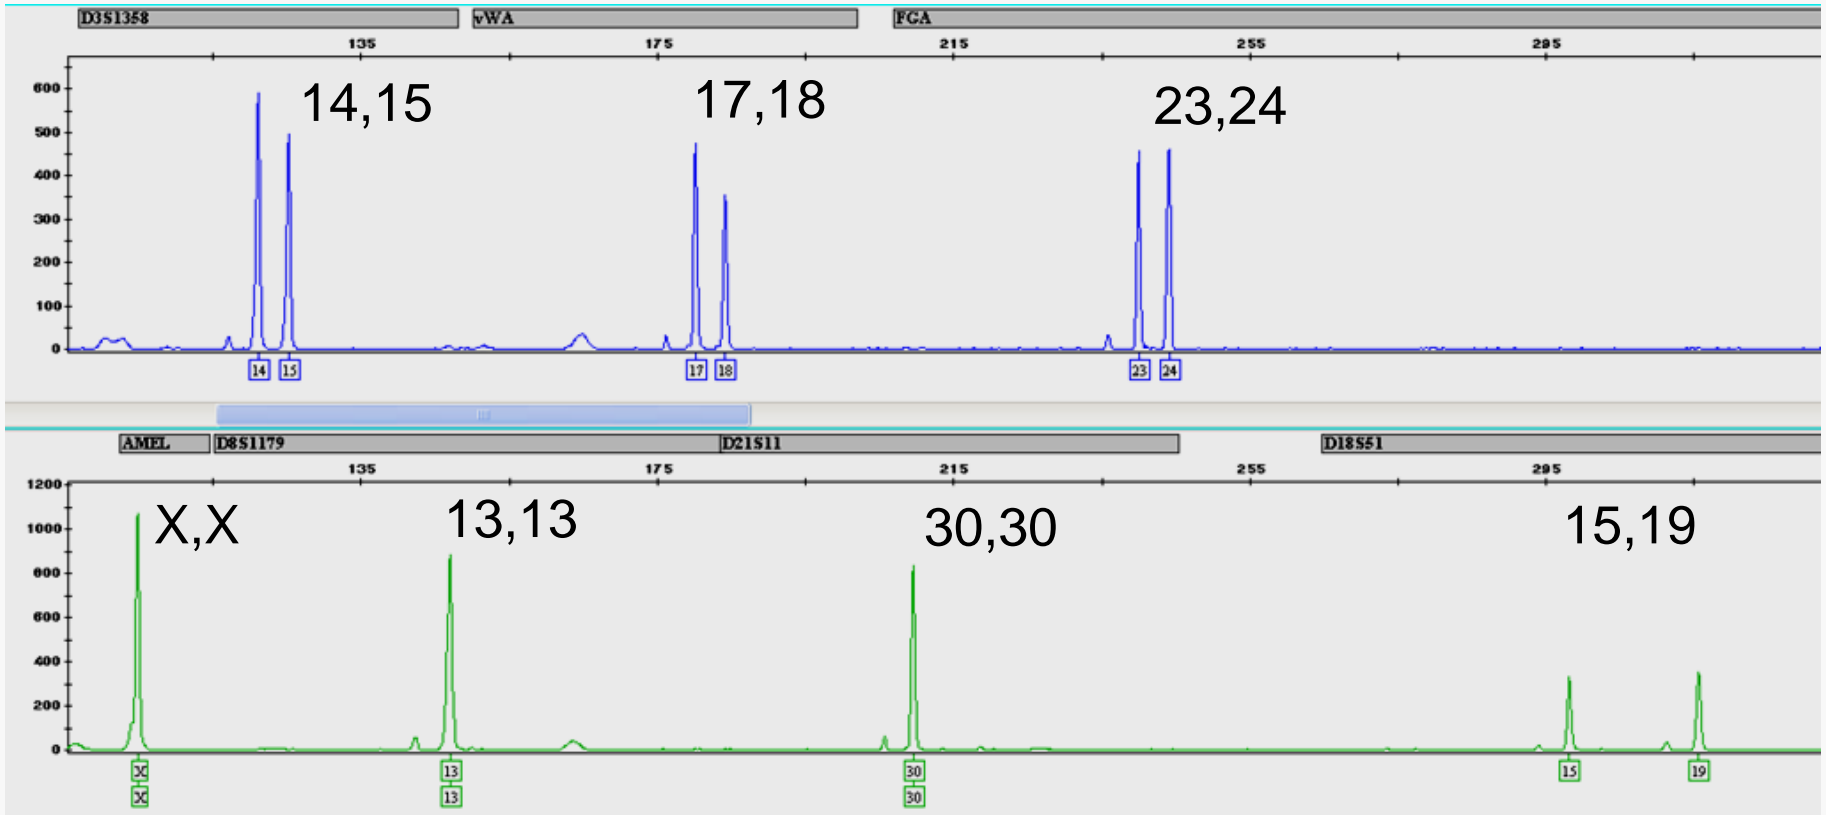 D3S1358 vWA FGA
135 175 215 255 295
600
14,15 17,18 23,24
500
400
300
200
100
0
14 15 17 18 23 24
AMEL D8S1179 D21S11 D18S51
135 175 215 255 295
1200
X,X 13,13 30,30 15,19
1000
800
600
400
200
0
X 13 30 15 19
X 13 30